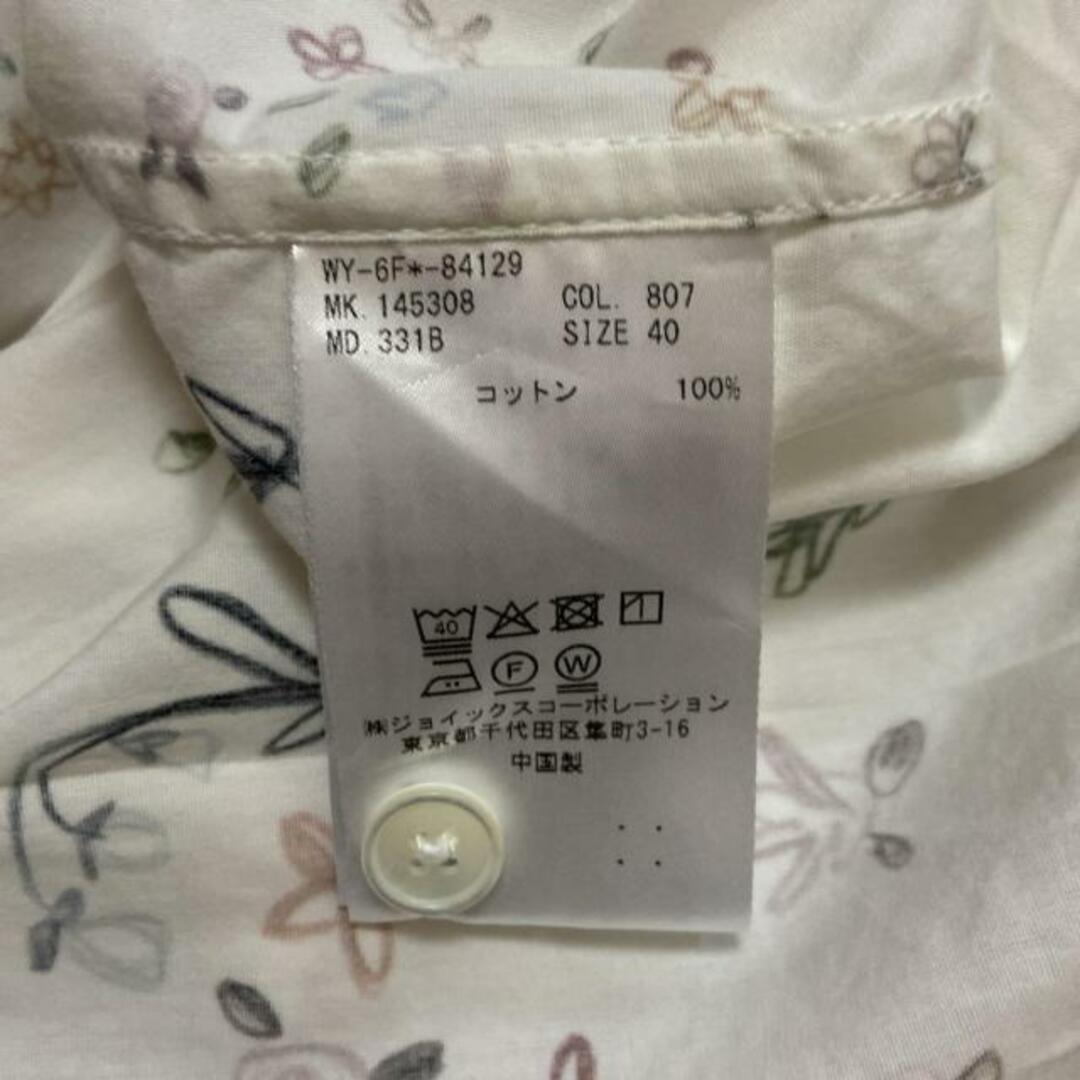 WY-6F*-84129
MK. 145308 COL. 807
MD. 331B SIZE 40
コットン 100%
40
F W
㈱ジョイックスコーポレーション
東京都千代田区隼町3-16
中国製